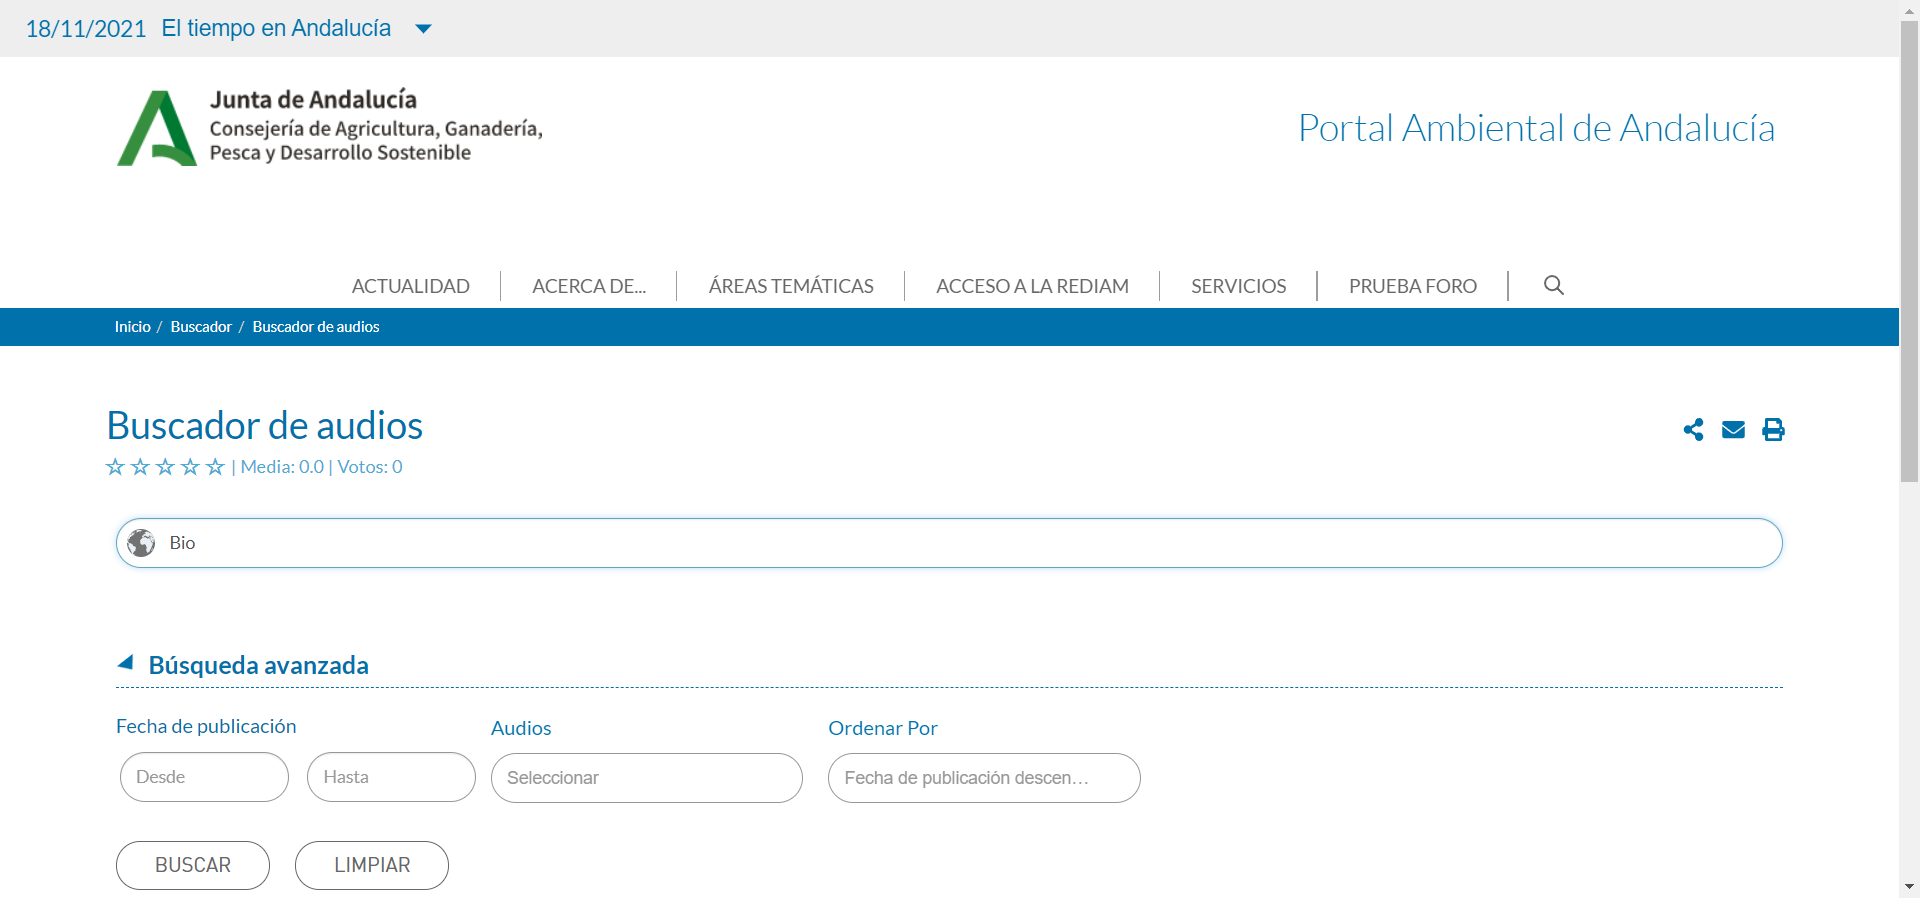 18/11/2021 El tiempo en Andalucía
Junta de Andalucía
Consejería de Agricultura, Ganadería,
Pesca y Desarrollo Sostenible
Portal Ambiental de Andalucía
ACTUALIDAD ACERCA DE... ÁREAS TEMÁTICAS ACCESO A LA REDIAM SERVICIOS PRUEBA FORO
Inicio / Buscador / Buscador de audios
Buscador de audios
| Media: 0.0 | Votos: 0
Bio
Búsqueda avanzada
Fecha de publicación Audios Ordenar Por
Desde Hasta Seleccionar Fecha de publicación descen...
BUSCAR LIMPIAR